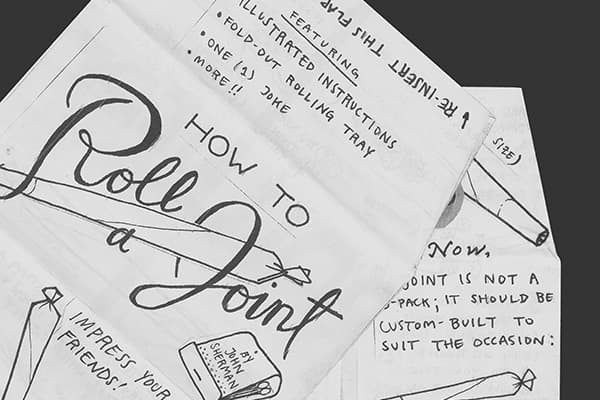 ↓ RE-INSERT THIS FLAP
FEATURING
• ILLUSTRATED INSTRUCTIONS
• FOLD-OUT ROLLING TRAY
• ONE (1) JOKE
• MORE!!
HOW TO
Roll
a
Joint
IMPRESS YOUR
FRIENDS!
BY
JOHN
SHERMAN
SIZE)
Now,
JOINT IS NOT A
-PACK; IT SHOULD BE
CUSTOM-BUILT TO
SUIT THE OCCASION: